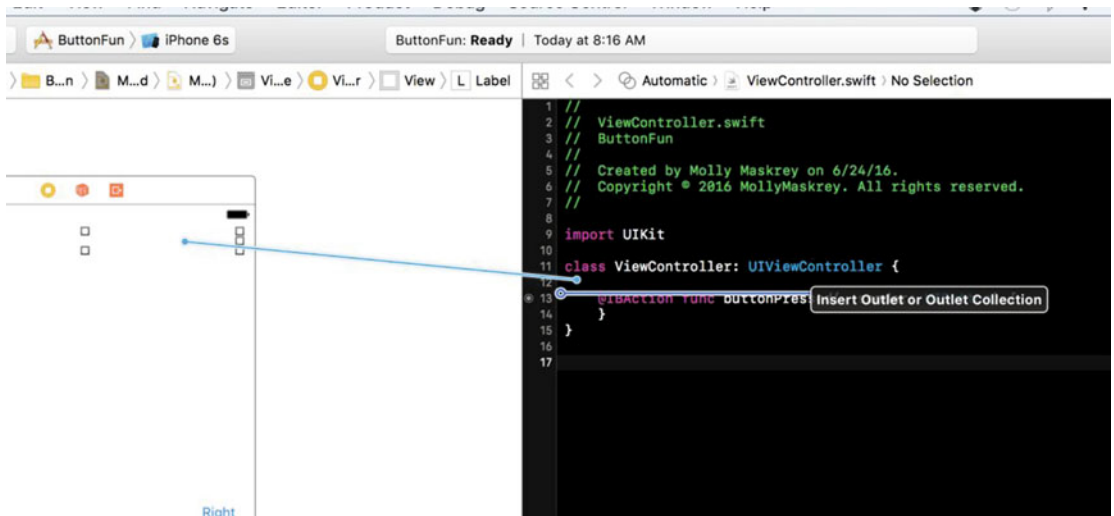 ButtonFun 〉 iPhone 6s
ButtonFun: Ready | Today at 8:16 AM
B...n 〉 M...d 〉 M...) 〉 Vi...e 〉 Vi...r 〉 View 〉 L Label
Automatic 〉 ViewController.swift 〉 No Selection
1 //
2 // ViewController.swift
3 // ButtonFun
4 //
5 // Created by Molly Maskrey on 6/24/16.
6 // Copyright © 2016 MollyMaskrey. All rights reserved.
7 //
8
9 import UIKit
10
11 class ViewController: UIViewController {
12
13 @IBAction func buttonPress
Insert Outlet or Outlet Collection
14 }
15 }
16
17
Right